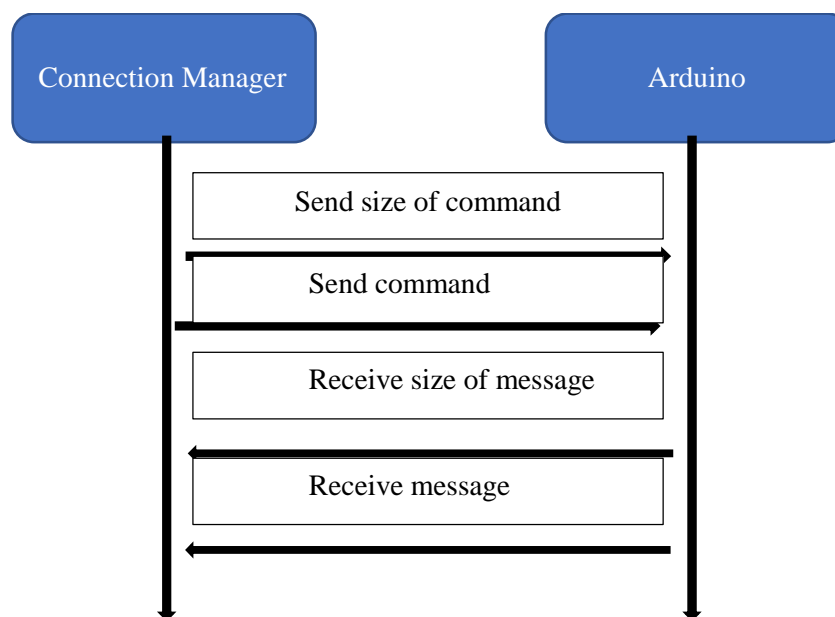 Connection Manager
Arduino
Send size of command
Send command
Receive size of message
Receive message